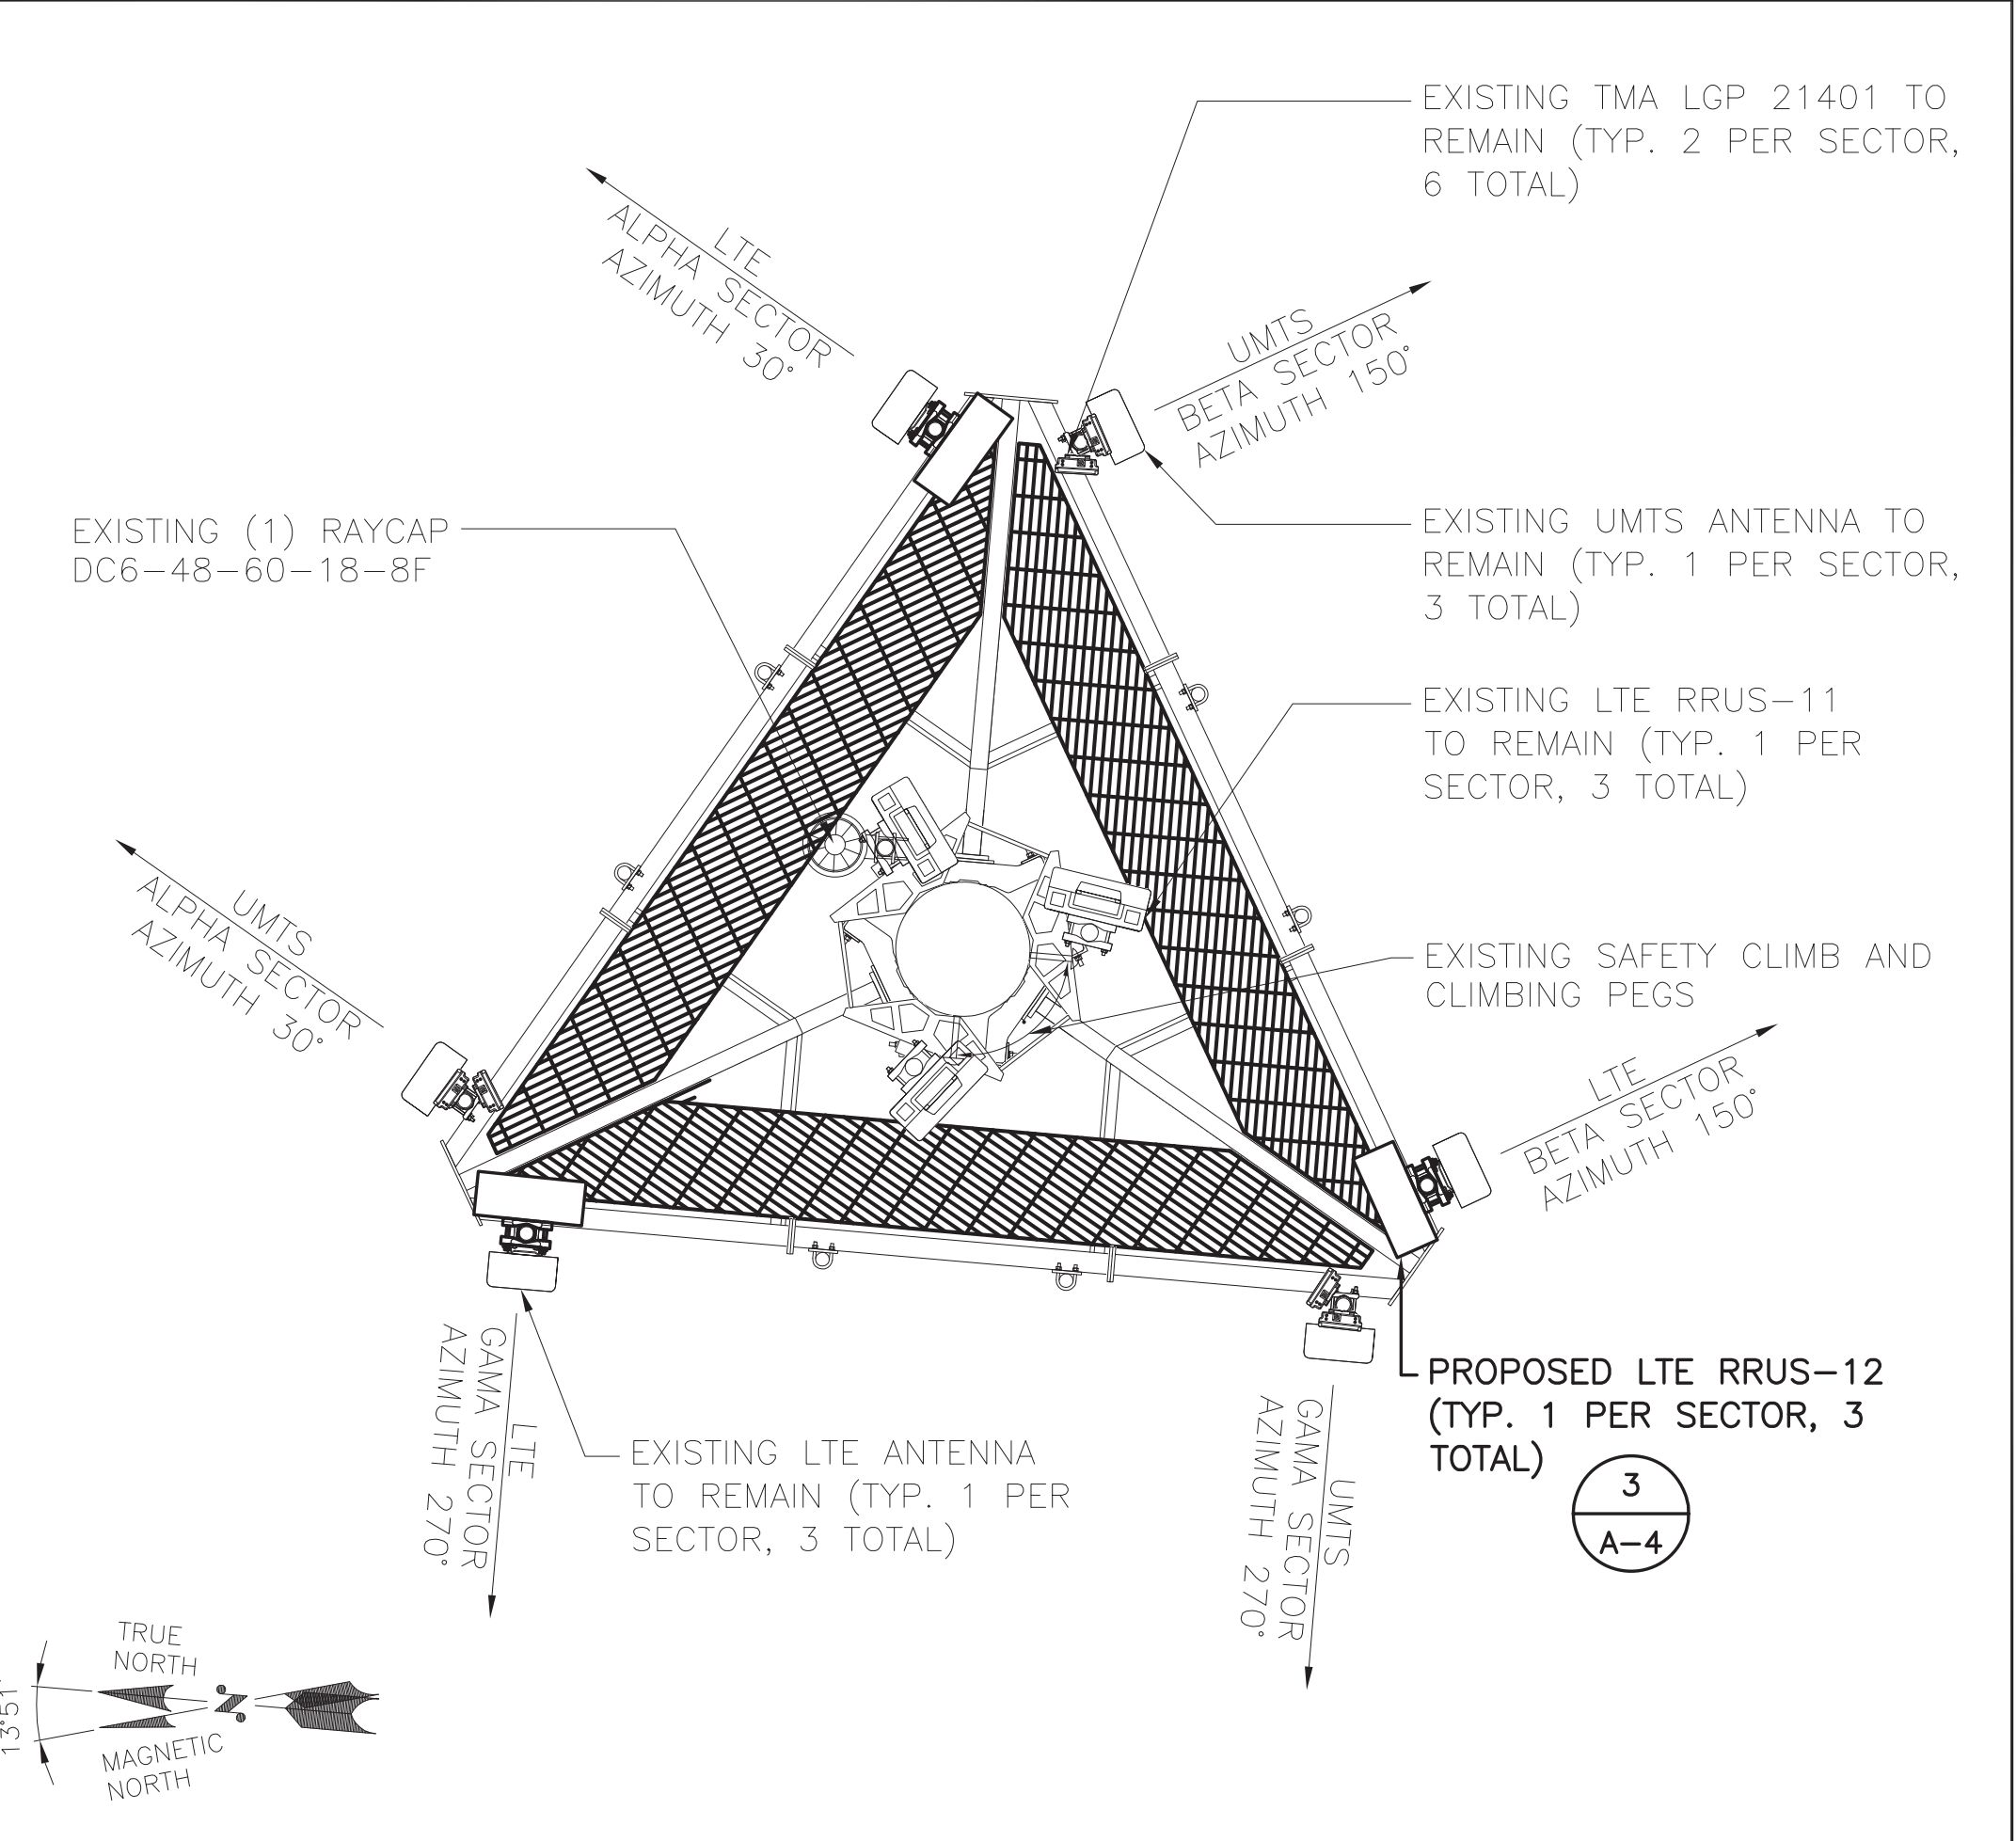 EXISTING TMA LGP 21401 TO
REMAIN (TYP. 2 PER SECTOR,
6 TOTAL)
LTE
ALPHA SECTOR
AZIMUTH 30°
UMTS
BETA SECTOR
AZIMUTH 150°
EXISTING (1) RAYCAP
DC6-48-60-18-8F
EXISTING UMTS ANTENNA TO
REMAIN (TYP. 1 PER SECTOR,
3 TOTAL)
EXISTING LTE RRUS-11
TO REMAIN (TYP. 1 PER
SECTOR, 3 TOTAL)
UMTS
ALPHA SECTOR
AZIMUTH 30°
EXISTING SAFETY CLIMB AND
CLIMBING PEGS
LTE
BETA SECTOR
AZIMUTH 150°
LTE
GAMA SECTOR
AZIMUTH 270°
EXISTING LTE ANTENNA
TO REMAIN (TYP. 1 PER
SECTOR, 3 TOTAL)
UMTS
GAMA SECTOR
AZIMUTH 270°
PROPOSED LTE RRUS-12
(TYP. 1 PER SECTOR, 3
TOTAL)
3
A-4
TRUE
NORTH
N
13°51'
MAGNETIC
NORTH